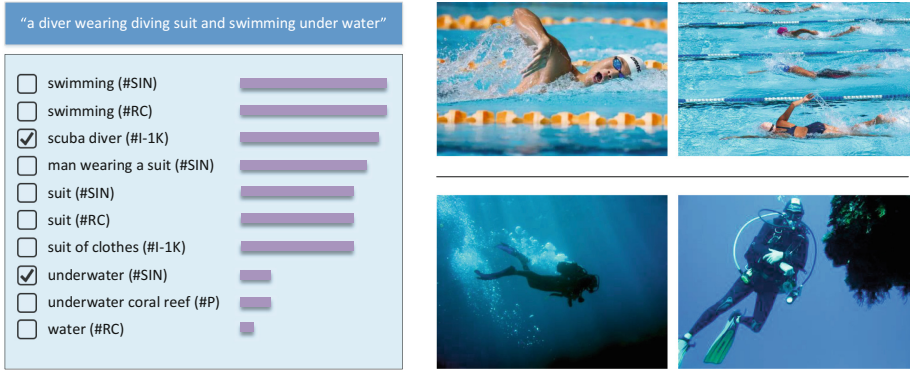 “a diver wearing diving suit and swimming under water”
swimming (#SIN)
swimming (#RC)
scuba diver (#I-1K)
man wearing a suit (#SIN)
suit (#SIN)
suit (#RC)
suit of clothes (#I-1K)
underwater (#SIN)
underwater coral reef (#P)
water (#RC)